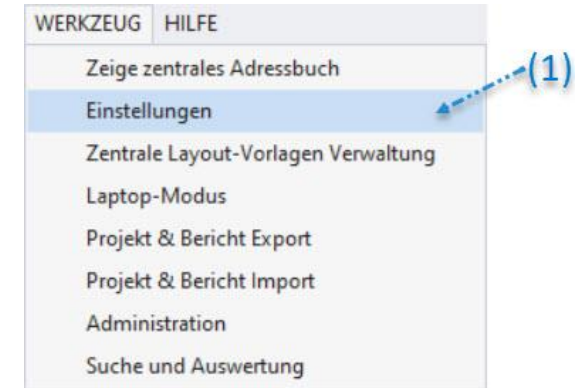 WERKZEUG HILFE
Zeige zentrales Adressbuch
(1)
Einstellungen
Zentrale Layout-Vorlagen Verwaltung
Laptop-Modus
Projekt & Bericht Export
Projekt & Bericht Import
Administration
Suche und Auswertung